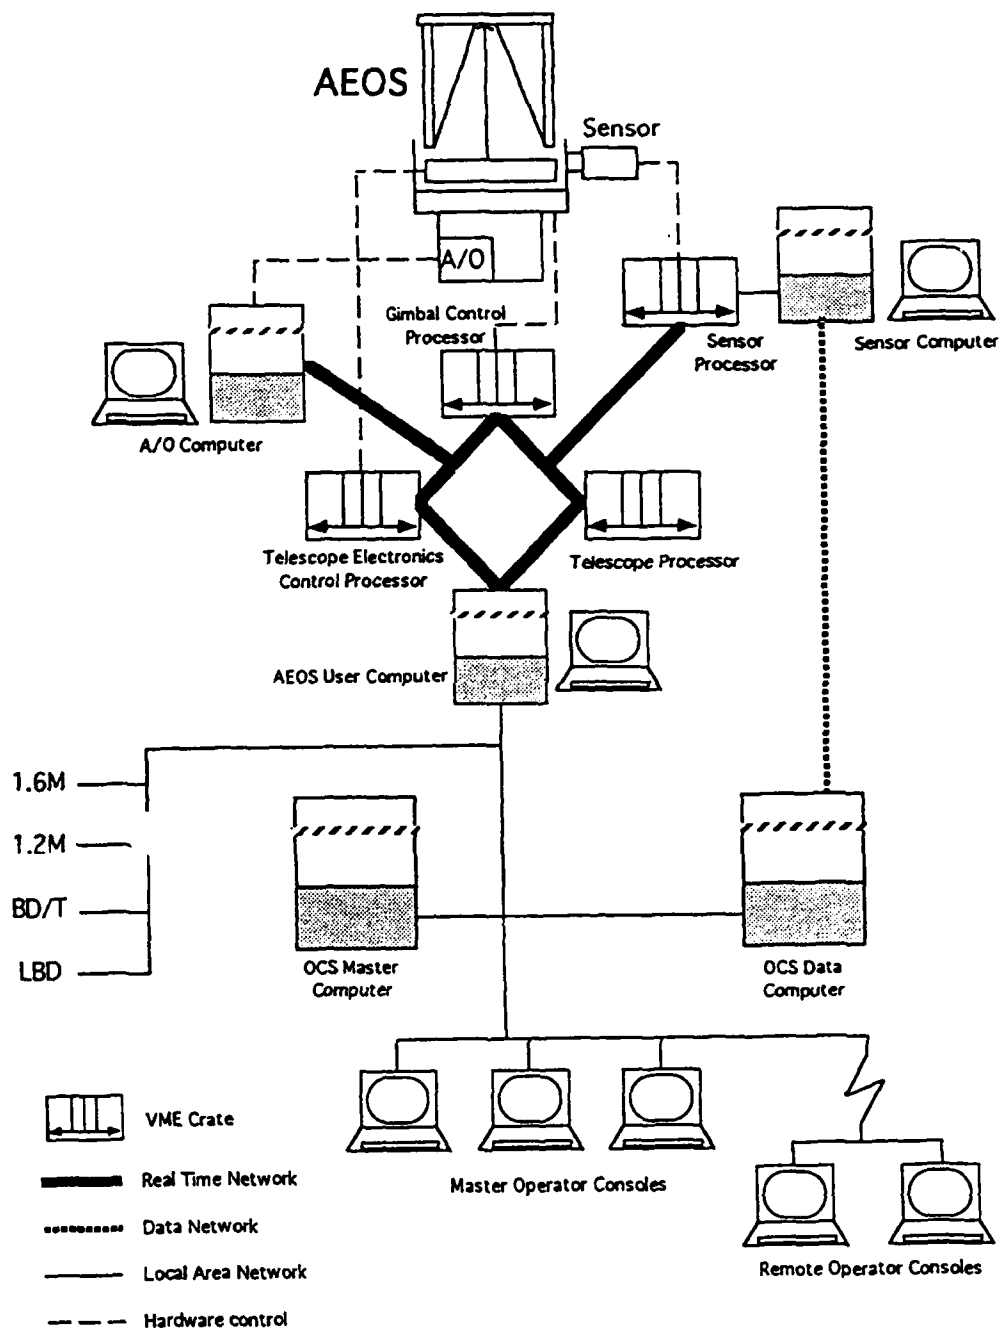 AEOS
Sensor
A/O
Gimbal Control
Processor
Sensor
Processor
Sensor Computer
A/O Computer
Telescope Electronics
Control Processor
Telescope Processor
AEOS User Computer
1.6M
1.2M
BD/T
LBD
OCS Master
Computer
OCS Data
Computer
VME Crate
Real Time Network
Master Operator Consoles
Data Network
Local Area Network
Remote Operator Consoles
Hardware control